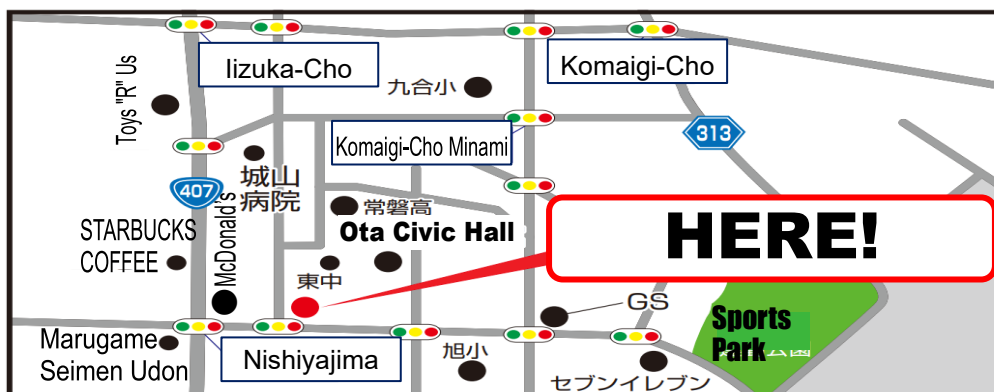 Iizuka-Cho
Komaigi-Cho
Toys "R" Us
九合小
Komaigi-Cho Minami
313
城山
病院
407
McDonald's
常磐高
STARBUCKS
COFFEE
Ota Civic Hall
HERE!
東中
GS
Sports
Park
公園
Marugame
Seimen Udon
Nishiyajima
旭小
セブンイレブン